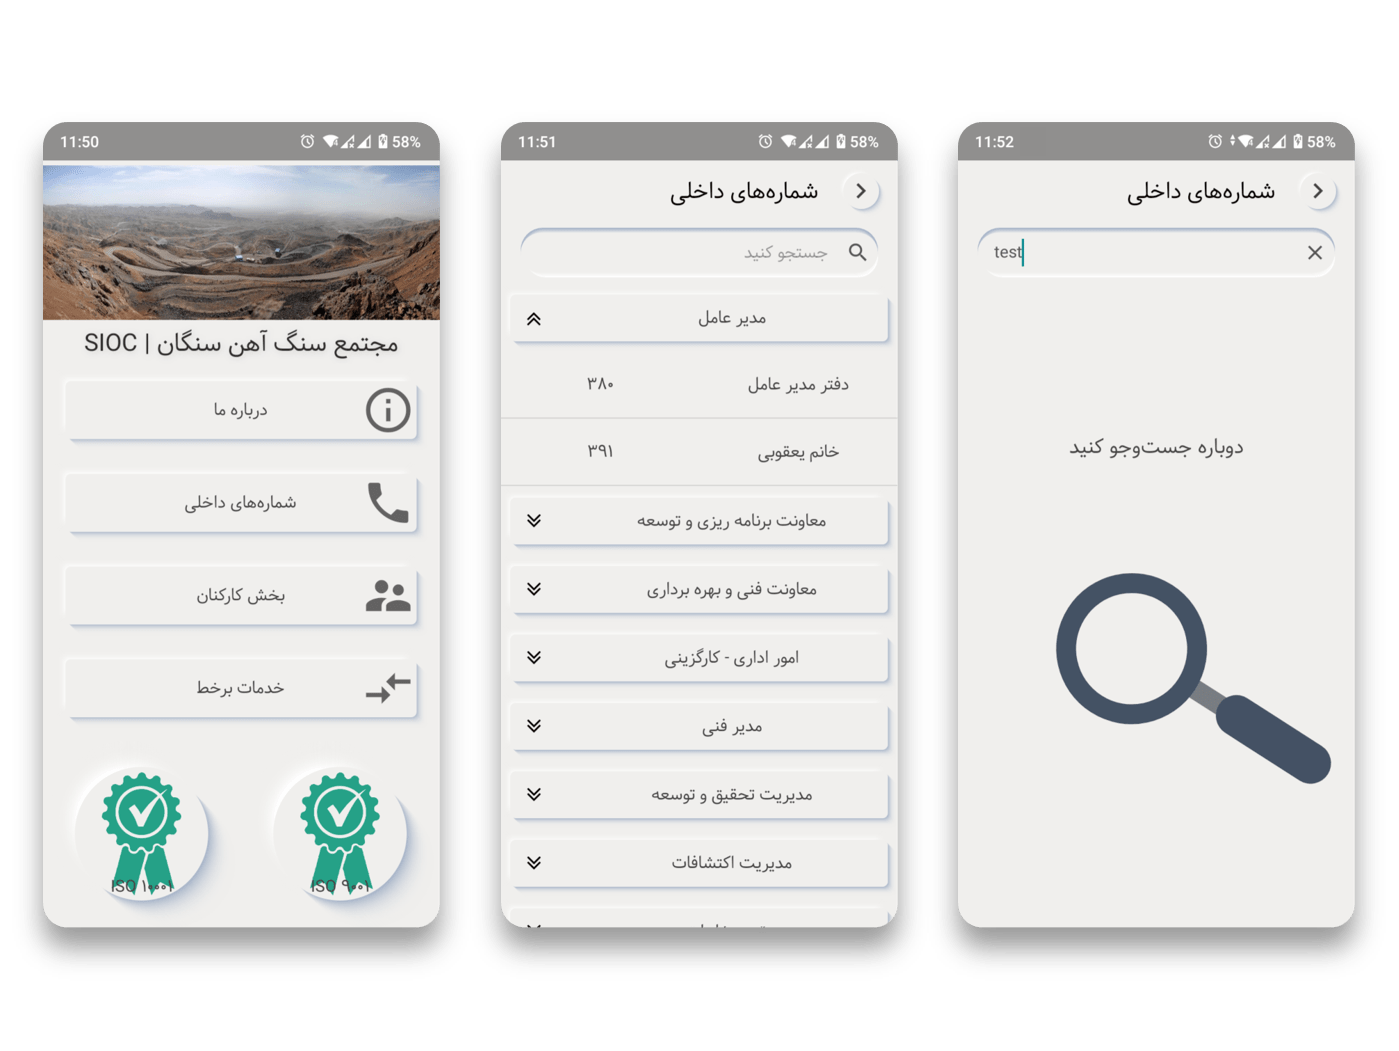 11:50
58%
مجتمع سنگ آهن سنگان | SIOC
درباره ما
شماره‌های داخلی
بخش کارکنان
خدمات برخط
ISO ۱۰۰۰۱
ISO ۹۰۰۱
11:51
58%
شماره‌های داخلی
جستجو کنید
مدیر عامل
دفتر مدیر عامل ۳۸۰
خانم یعقوبی ۳۹۱
معاونت برنامه ریزی و توسعه
معاونت فنی و بهره برداری
امور اداری - کارگزینی
مدیر فنی
مدیریت تحقیق و توسعه
مدیریت اکتشافات
11:52
58%
شماره‌های داخلی
test
دوباره جست‌وجو کنید